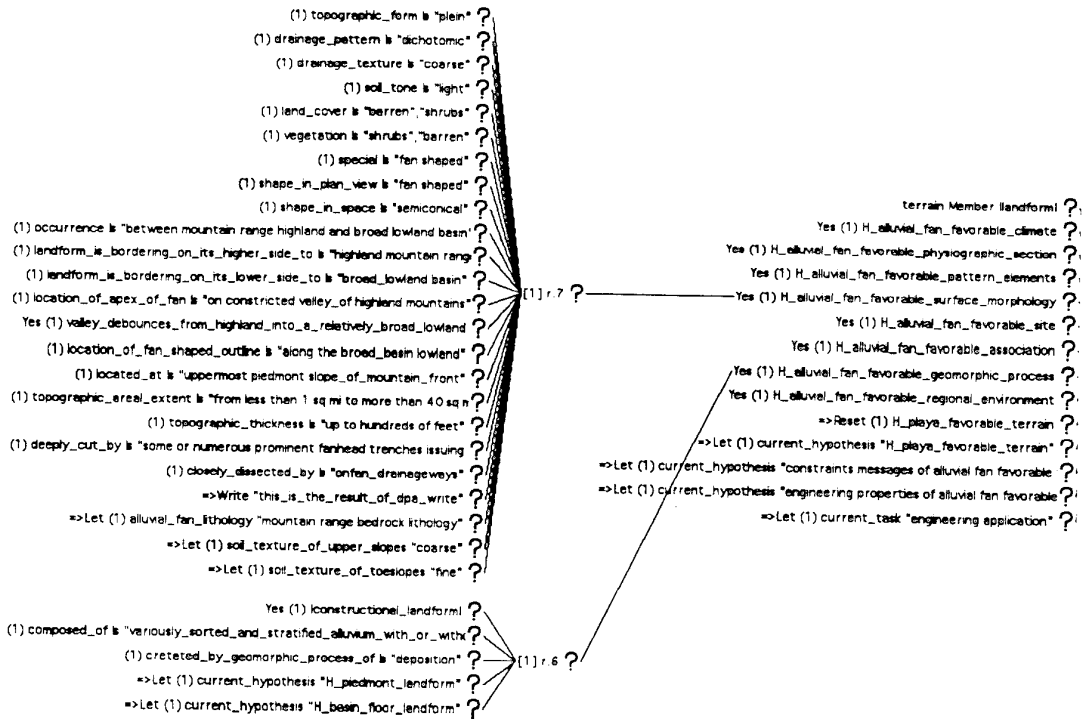 (1) topographic_form is "plein" ?
(1) drainage_pattern is "dichotomic" ?
(1) drainage_texture is "coarse" ?
(1) soil_tone is "light" ?
(1) land_cover is "barren","shrubs" ?
(1) vegetation is "shrubs","barren" ?
(1) special is "fan shaped" ?
(1) shape_in_plan_view is "fan shaped" ?
(1) shape_in_space is "semiconical" ?
(1) occurrence is "between mountain range highland and broad lowland basin" ?
(1) landform_is_bordering_on_its_higher_side_to is "highland mountain rang ?
(1) landform_is_bordering_on_its_lower_side_to is "broad_lowland basin" ?
(1) location_of_apex_of_fan is "on constricted valley_of highland mountains" ?
Yes (1) valley_debounces_from_highland_into_a_relatively_broad_lowland ?
(1) location_of_fan_shaped_outline is "along the broad_basin lowland" ?
(1) located_at is "uppermost piedmont slope_of_mountain_front" ?
(1) topographic_areal_extent is "from less than 1 sq mi to more than 40 sq m ?
(1) topographic_thickness is "up to hundreds of feet" ?
(1) deeply_cut_by is "some or numerous prominent fanhead trenches issuing ?
(1) closely_dissected_by is "onfan_drainageways" ?
=>Write "this_is_the_result_of_dpa_write" ?
=>Let (1) alluvial_fan_lithology "mountain range bedrock lithology" ?
=>Let (1) soil_texture_of_upper_slopes "coarse" ?
=>Let (1) soil_texture_of_toeslopes "fine" ?
[1] r.7 ?
Yes (1) |constructional_landform| ?
(1) composed_of is "variously_sorted_and_stratified_alluvium_with_or_witho ?
(1) creteted_by_geomorphic_process_of is "deposition" ?
=>Let (1) current_hypothesis "H_piedmont_landform" ?
=>Let (1) current_hypothesis "H_basin_floor_landform" ?
[1] r.6 ?
terrain Member |landform| ?
Yes (1) H_alluvial_fan_favorable_climate ?
Yes (1) H_alluvial_fan_favorable_physiographic_section ?
Yes (1) H_alluvial_fan_favorable_pattern_elements ?
Yes (1) H_alluvial_fan_favorable_surface_morphology ?
Yes (1) H_alluvial_fan_favorable_site ?
Yes (1) H_alluvial_fan_favorable_association ?
Yes (1) H_alluvial_fan_favorable_geomorphic_process ?
Yes (1) H_alluvial_fan_favorable_regional_environment ?
=>Reset (1) H_playa_favorable_terrain ?
=>Let (1) current_hypothesis "H_playa_favorable_terrain" ?
=>Let (1) current_hypothesis "constraints messages of alluvial fan favorable ?
=>Let (1) current_hypothesis "engineering properties of alluvial fan favorable ?
=>Let (1) current_task "engineering application" ?